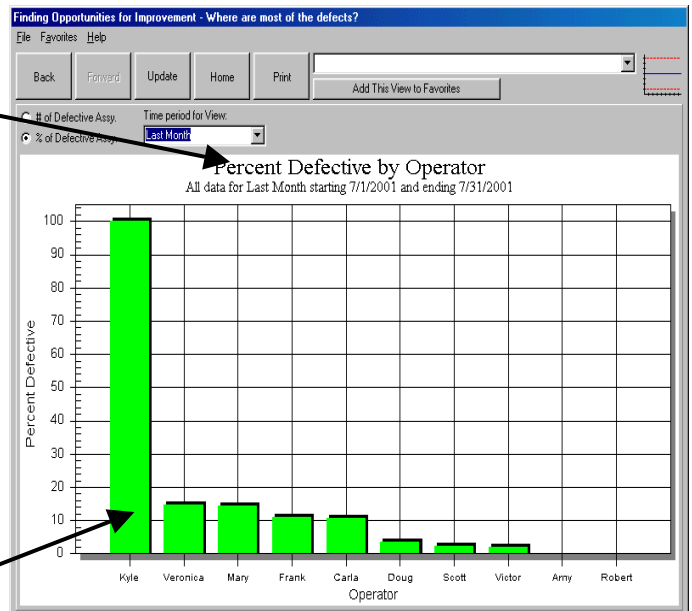 Finding Opportunities for Improvement - Where are most of the defects?
File Favorites Help
Back Forward Update Home Print
Add This View to Favorites
# of Defective Assy. Time period for View:
% of Defective Assy. Last Month
Percent Defective by Operator
All data for Last Month starting 7/1/2001 and ending 7/31/2001
Percent Defective
100
90
80
70
60
50
40
30
20
10
0
Kyle Veronica Mary Frank Carla Doug Scott Victor Amy Robert
Operator